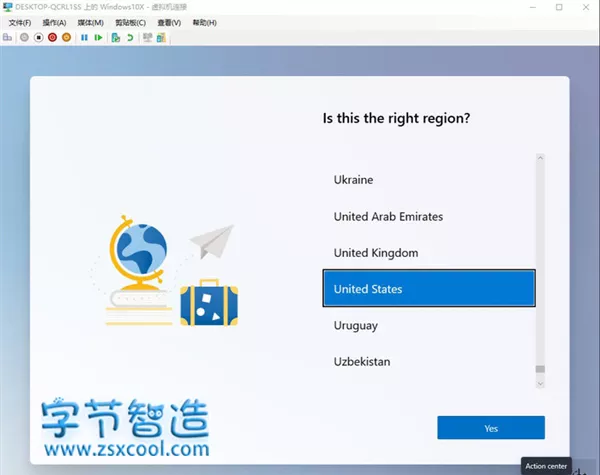 DESKTOP-QCRL1SS 上的 Windows10X - 虚拟机连接
文件(F) 操作(A) 媒体(M) 剪贴板(C) 查看(V) 帮助(H)
Is this the right region?
Ukraine
United Arab Emirates
United Kingdom
United States
Uruguay
Uzbekistan
字节智造
www.zsxcool.com
Yes
Action center